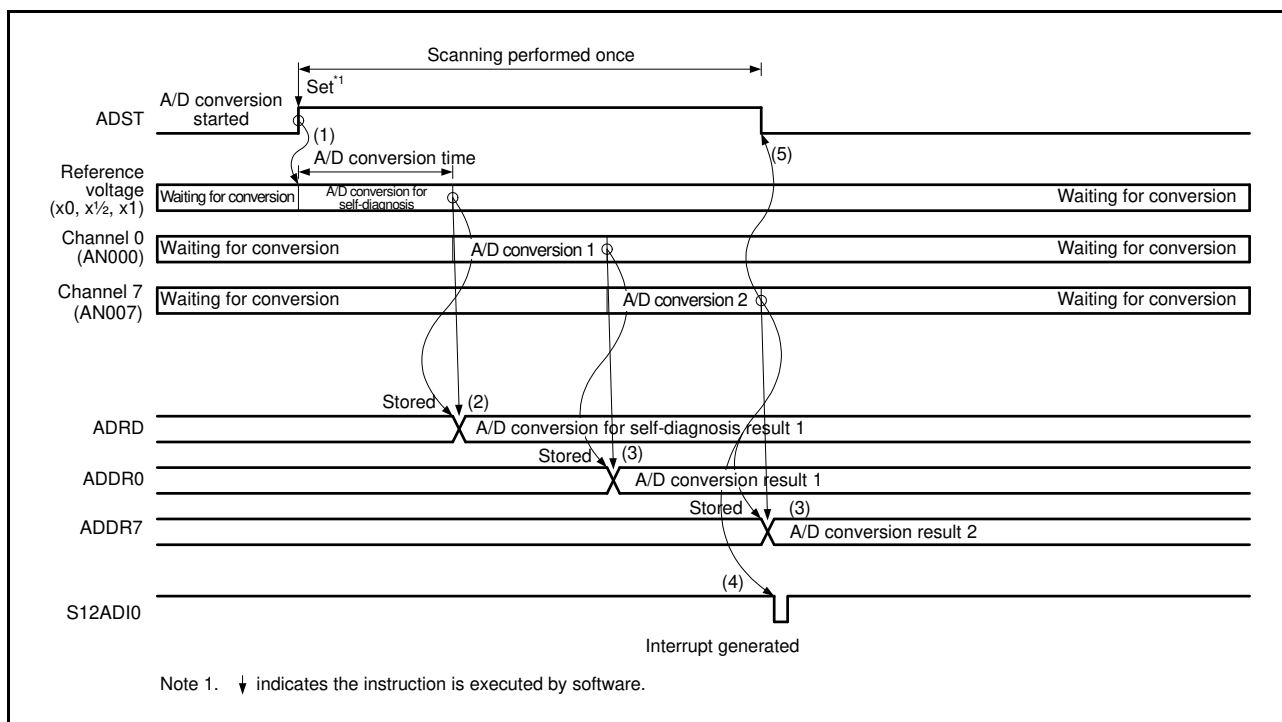 Scanning performed once
Set*1
A/D conversion
started
ADST
(1)
(5)
A/D conversion time
Reference
voltage
(x0, x½, x1)
Waiting for conversion
A/D conversion for
self-diagnosis
Waiting for conversion
Channel 0
(AN000)
Waiting for conversion
A/D conversion 1
Waiting for conversion
Channel 7
(AN007)
Waiting for conversion
A/D conversion 2
Waiting for conversion
Stored
(2)
ADRD
A/D conversion for self-diagnosis result 1
Stored
(3)
ADDR0
A/D conversion result 1
Stored
(3)
ADDR7
A/D conversion result 2
(4)
S12ADI0
Interrupt generated
Note 1. indicates the instruction is executed by software.